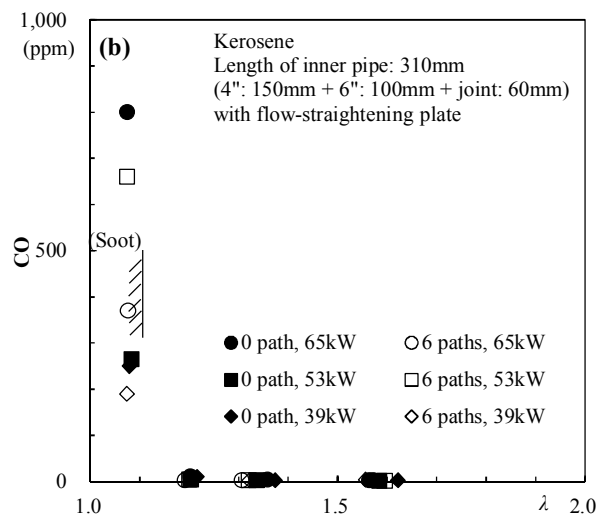 1,000
(ppm)
(b)
Kerosene
Length of inner pipe: 310mm
(4": 150mm + 6": 100mm + joint: 60mm)
with flow-straightening plate
CO
(Soot)
500
0 path, 65kW
6 paths, 65kW
0 path, 53kW
6 paths, 53kW
0 path, 39kW
6 paths, 39kW
0
1.0
1.5
λ
2.0